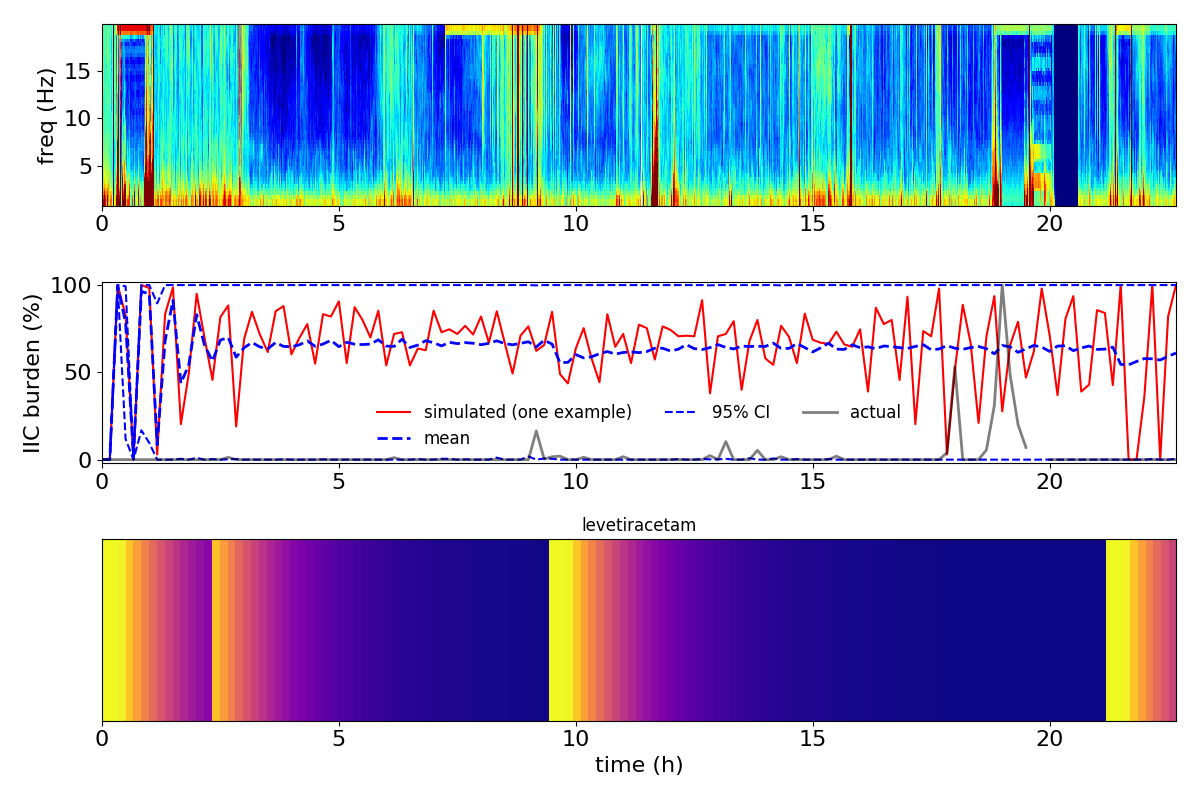 freq (Hz)
15
10
5
0 5 10 15 20
IIC burden (%)
100
50
0
simulated (one example) 95% CI actual
mean
0 5 10 15 20
levetiracetam
0 5 10 15 20
time (h)